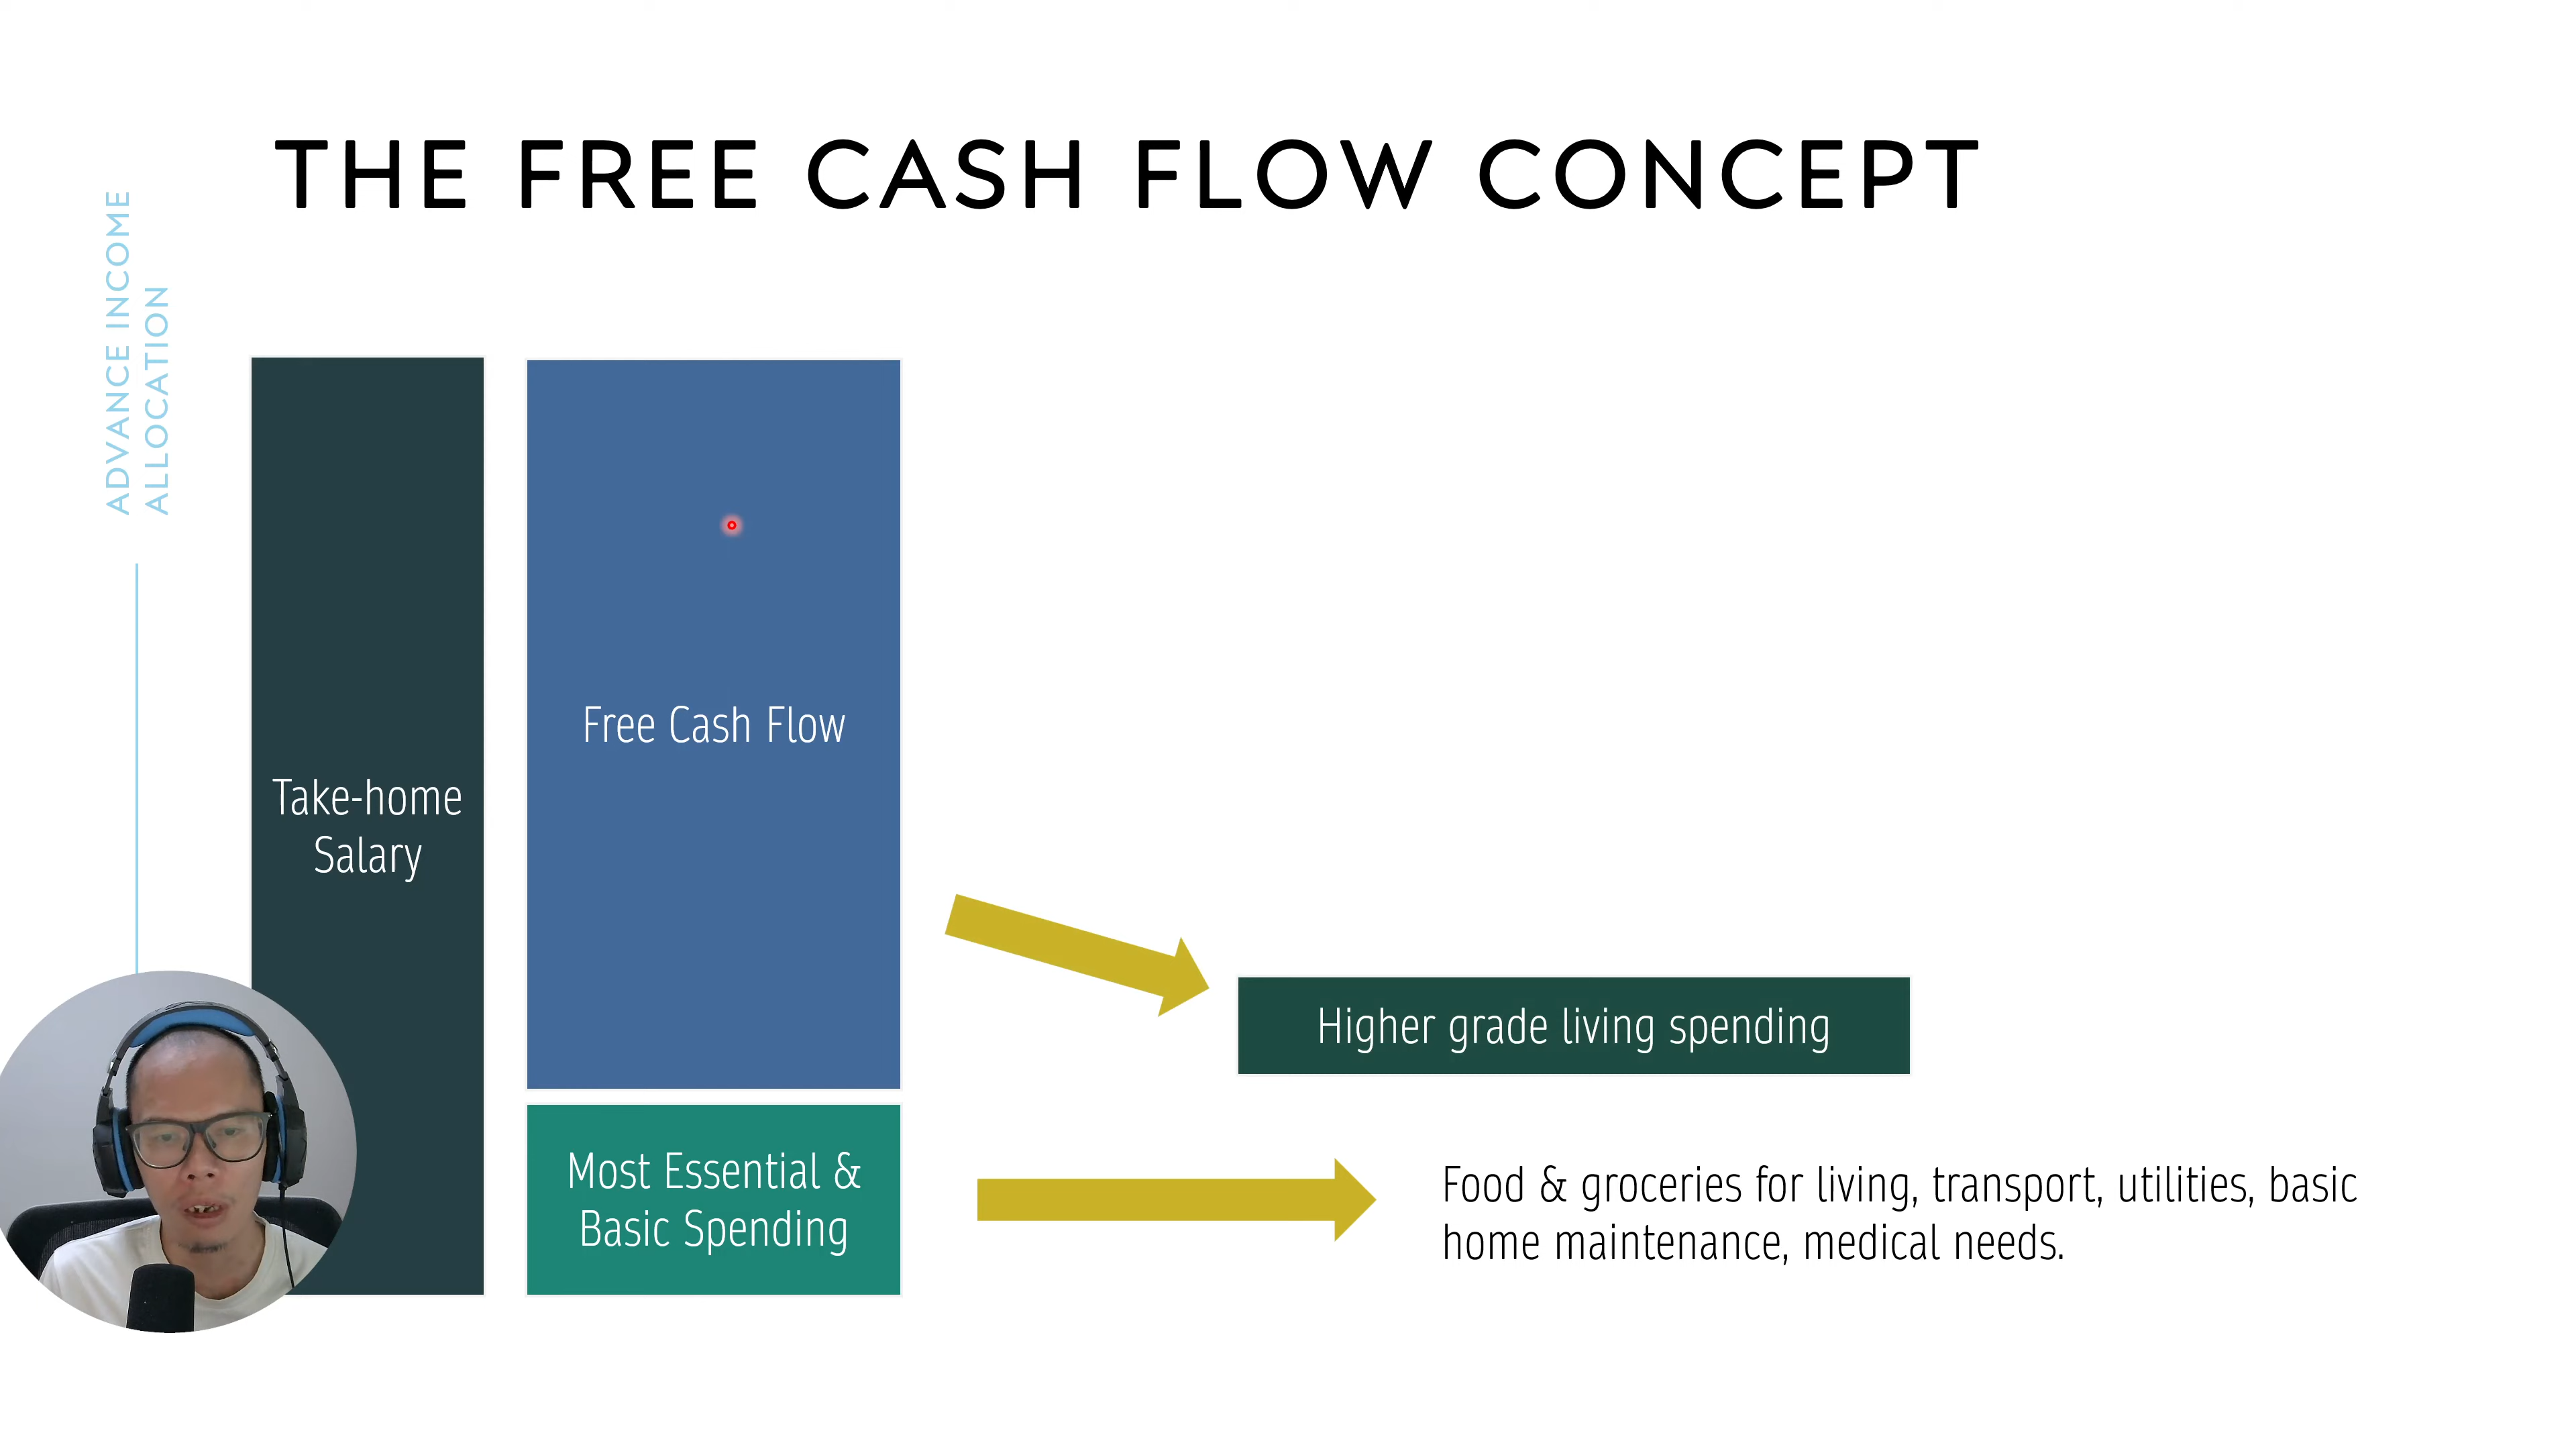 THE FREE CASH FLOW CONCEPT
ADVANCE INCOME
ALLOCATION
Take-home
Salary
Free Cash Flow
Higher grade living spending
Most Essential &
Basic Spending
Food & groceries for living, transport, utilities, basic
home maintenance, medical needs.